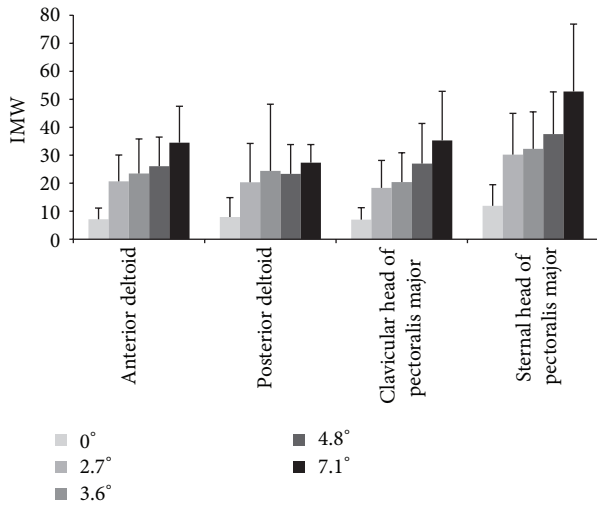 80
70
60
50
40
30
20
10
0
IMW
Anterior deltoid
Posterior deltoid
Clavicular head of
pectoralis major
Sternal head of
pectoralis major
0°
2.7°
3.6°
4.8°
7.1°